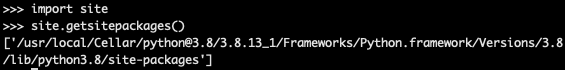 >>> import site
>>> site.getsitepackages()
['/usr/local/Cellar/python@3.8/3.8.13_1/Frameworks/Python.framework/Versions/3.8
/lib/python3.8/site-packages']